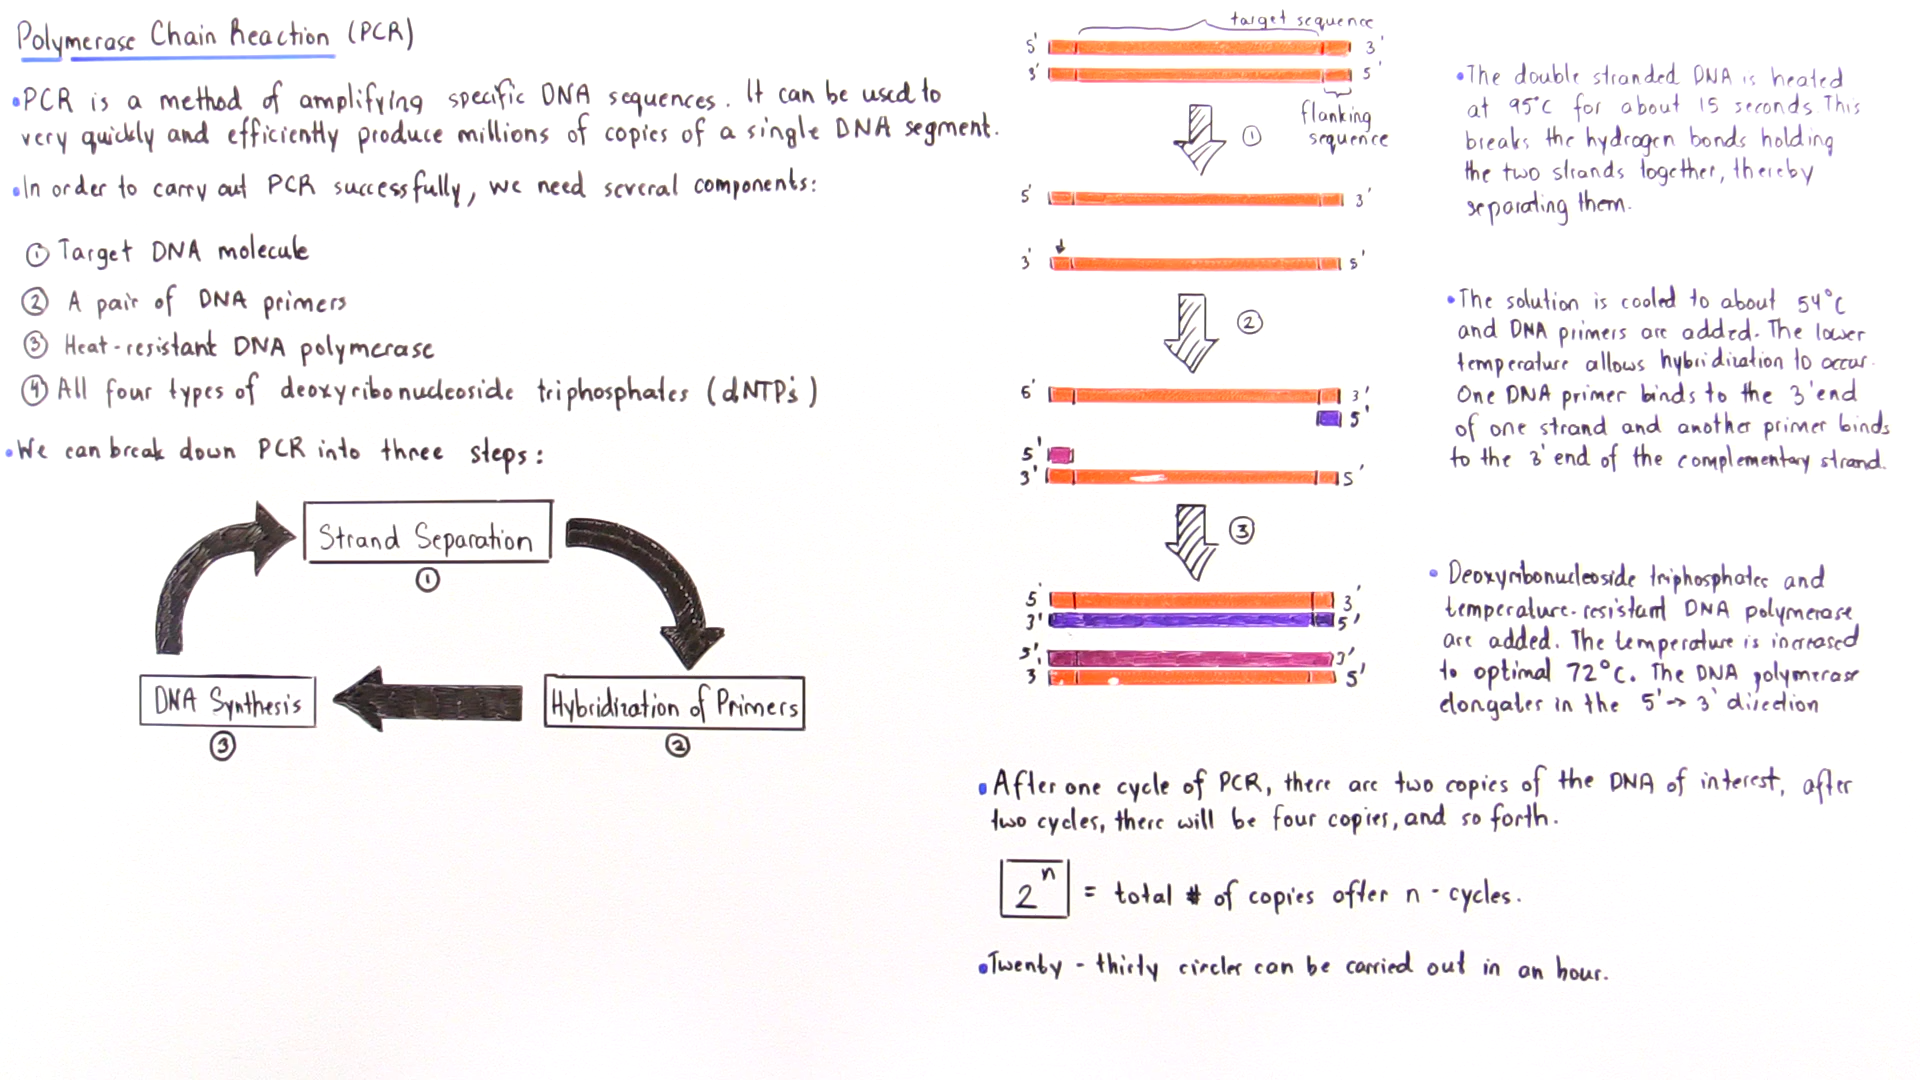 Polymerase Chain Reaction (PCR)
•PCR is a method of amplifying specific DNA sequences. It can be used to
very quickly and efficiently produce millions of copies of a single DNA segment.
•In order to carry out PCR successfully, we need several components:
① Target DNA molecule
② A pair of DNA primers
③ Heat-resistant DNA polymerase
④ All four types of deoxyribonucleoside triphosphates (dNTP's)
•We can break down PCR into three steps:
Strand Separation
①
DNA Synthesis
③
Hybridization of Primers
②
target sequence
5' 3'
3' 5'
flanking
sequence
①
5' 3'
3' 5'
②
5' 3'
5'
5'
3' 5'
③
5' 3'
3' 5'
5' 3'
3 5'
•The double stranded DNA is heated
at 95°C for about 15 seconds. This
breaks the hydrogen bonds holding
the two strands together, thereby
separating them.
•The solution is cooled to about 54°C
and DNA primers are added. The lower
temperature allows hybridization to occur.
One DNA primer binds to the 3' end
of one strand and another primer binds
to the 3' end of the complementary strand.
• Deoxyribonucleoside triphosphates and
temperature-resistant DNA polymerase
are added. The temperature is increased
to optimal 72°C. The DNA polymerase
elongates in the 5'→3' direction
•After one cycle of PCR, there are two copies of the DNA of interest, after
two cycles, there will be four copies, and so forth.
2ⁿ = total # of copies after n-cycles.
•Twenty-thirty circles can be carried out in an hour.